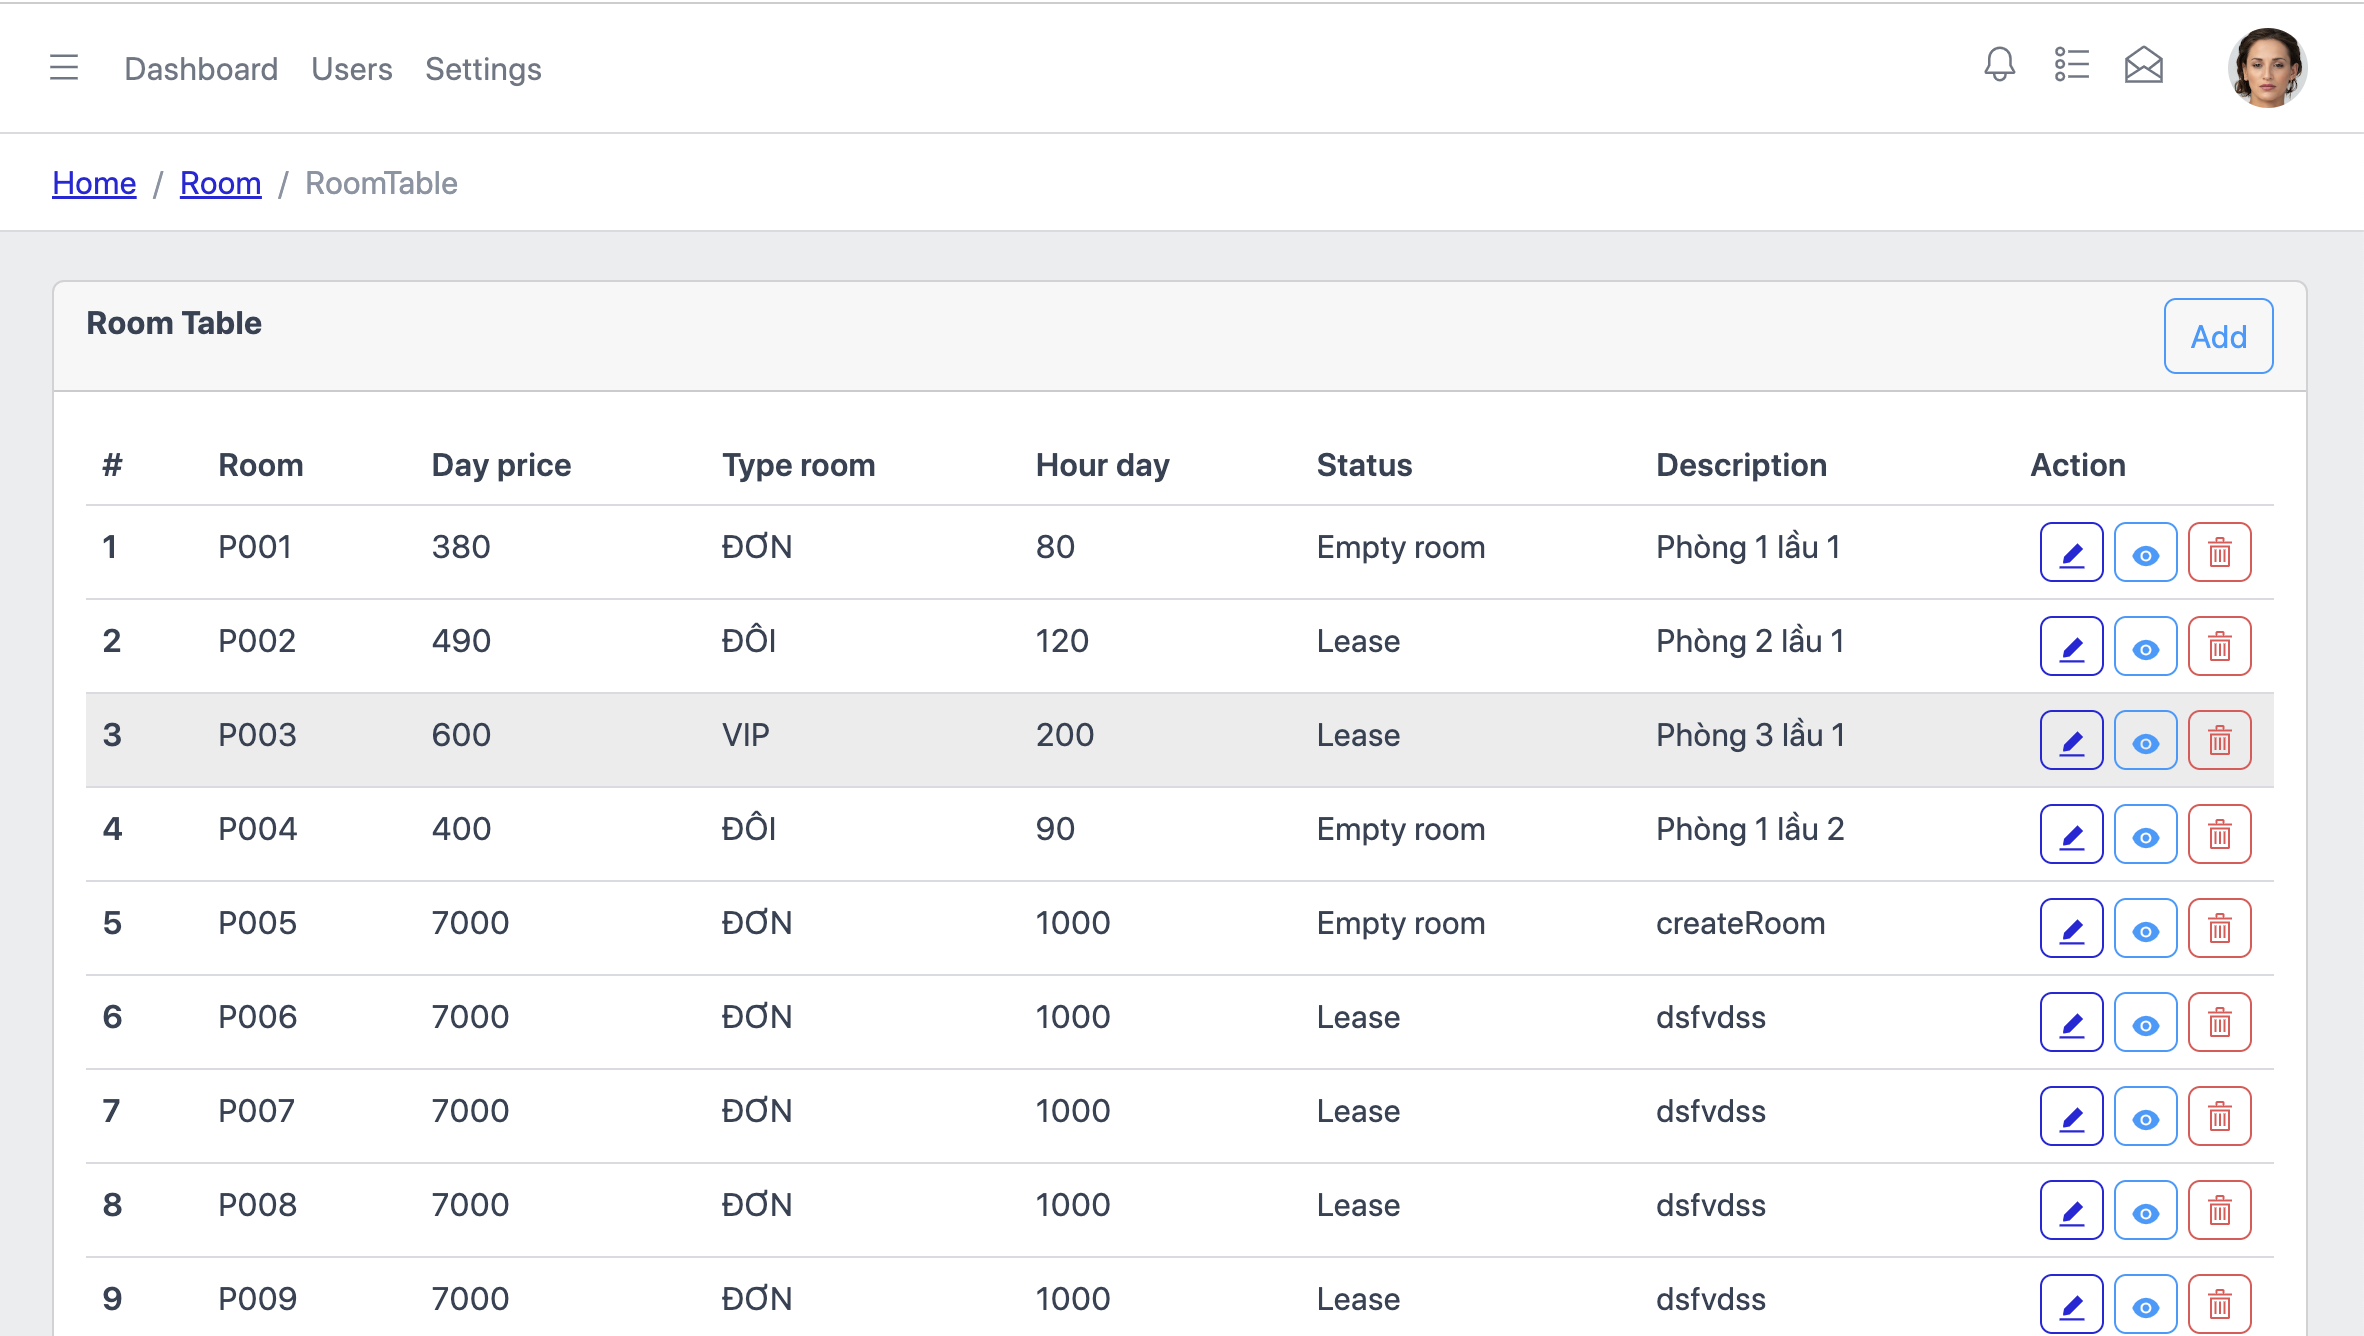 Dashboard Users Settings
Home / Room / RoomTable
Room Table
Add
# Room Day price Type room Hour day Status Description Action
1 P001 380 ĐƠN 80 Empty room Phòng 1 lầu 1
2 P002 490 ĐÔI 120 Lease Phòng 2 lầu 1
3 P003 600 VIP 200 Lease Phòng 3 lầu 1
4 P004 400 ĐÔI 90 Empty room Phòng 1 lầu 2
5 P005 7000 ĐƠN 1000 Empty room createRoom
6 P006 7000 ĐƠN 1000 Lease dsfvdss
7 P007 7000 ĐƠN 1000 Lease dsfvdss
8 P008 7000 ĐƠN 1000 Lease dsfvdss
9 P009 7000 ĐƠN 1000 Lease dsfvdss